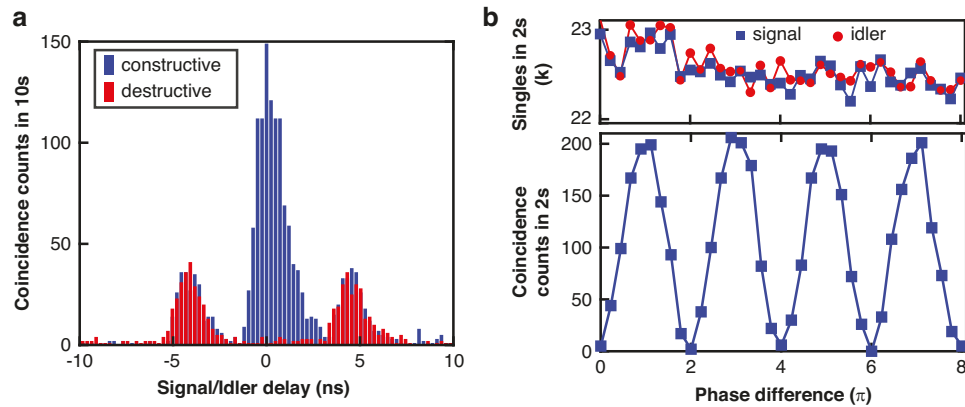 a
150
100
50
0
Coincidence counts in 10s
constructive
destructive
-10
-5
0
5
10
Signal/Idler delay (ns)
b
signal
idler
23
22
Singles in 2s
(k)
200
150
100
50
0
Coincidence
counts in 2s
0
2
4
6
8
Phase difference (π)